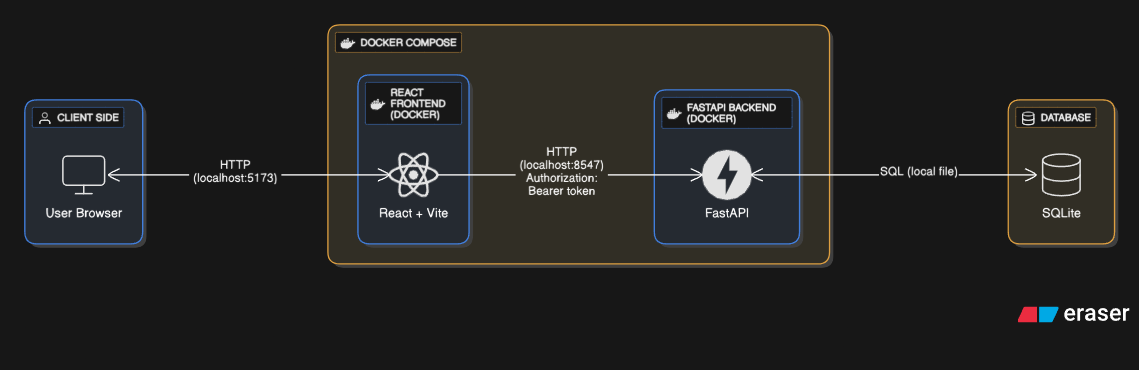 DOCKER COMPOSE
CLIENT SIDE
User Browser
HTTP
(localhost:5173)
REACT
FRONTEND
(DOCKER)
React + Vite
HTTP
(localhost:8547)
Authorization:
Bearer token
FASTAPI BACKEND
(DOCKER)
FastAPI
SQL (local file)
DATABASE
SQLite
eraser